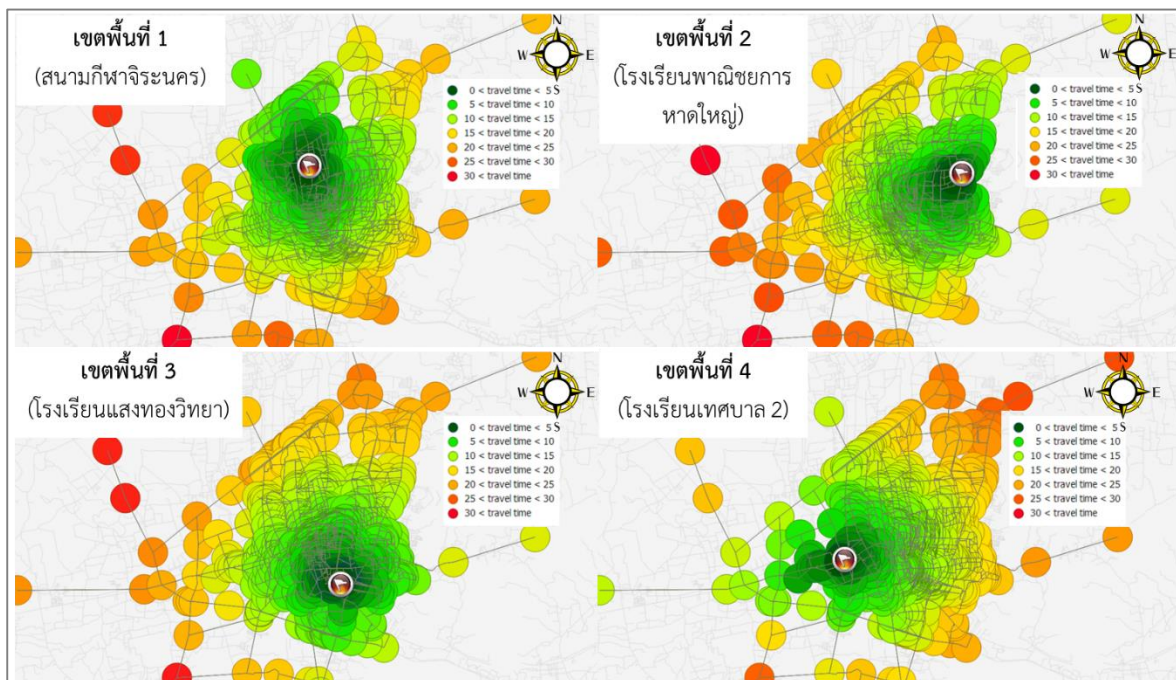 เขตพื้นที่ 1
(สนามกีฬาจิระนคร)
N
W E
S
0 < travel time < 5
5 < travel time < 10
10 < travel time < 15
15 < travel time < 20
20 < travel time < 25
25 < travel time < 30
30 < travel time
เขตพื้นที่ 2
(โรงเรียนพาณิชยการ
หาดใหญ่)
N
W E
S
0 < travel time < 5
5 < travel time < 10
10 < travel time < 15
15 < travel time < 20
20 < travel time < 25
25 < travel time < 30
30 < travel time
เขตพื้นที่ 3
(โรงเรียนแสงทองวิทยา)
N
W E
S
0 < travel time < 5
5 < travel time < 10
10 < travel time < 15
15 < travel time < 20
20 < travel time < 25
25 < travel time < 30
30 < travel time
เขตพื้นที่ 4
(โรงเรียนเทศบาล 2)
N
W E
S
0 < travel time < 5
5 < travel time < 10
10 < travel time < 15
15 < travel time < 20
20 < travel time < 25
25 < travel time < 30
30 < travel time